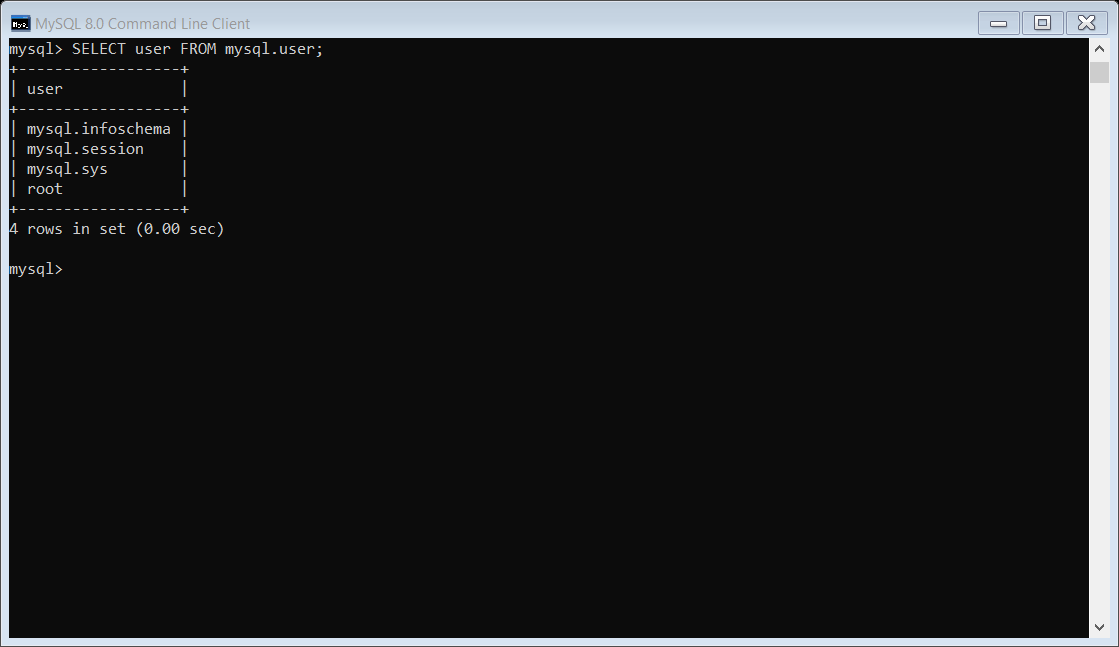 MySQL 8.0 Command Line Client
mysql> SELECT user FROM mysql.user;
+------------------+
| user             |
+------------------+
| mysql.infoschema |
| mysql.session    |
| mysql.sys        |
| root             |
+------------------+
4 rows in set (0.00 sec)

mysql>